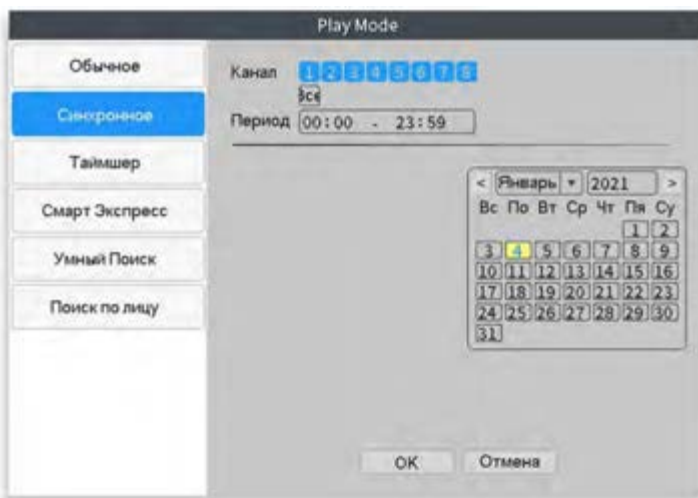 Play Mode
Обычное
Синхронное
Таймшер
Смарт Экспресс
Умный Поиск
Поиск по лицу
Канал 1 2 3 4 5 6 7 8
Все
Период 00:00 - 23:59
< Январь ▼ 2021 >
Вс По Вт Ср Чт Пя Су
1 2
3 4 5 6 7 8 9
10 11 12 13 14 15 16
17 18 19 20 21 22 23
24 25 26 27 28 29 30
31
OK Отмена